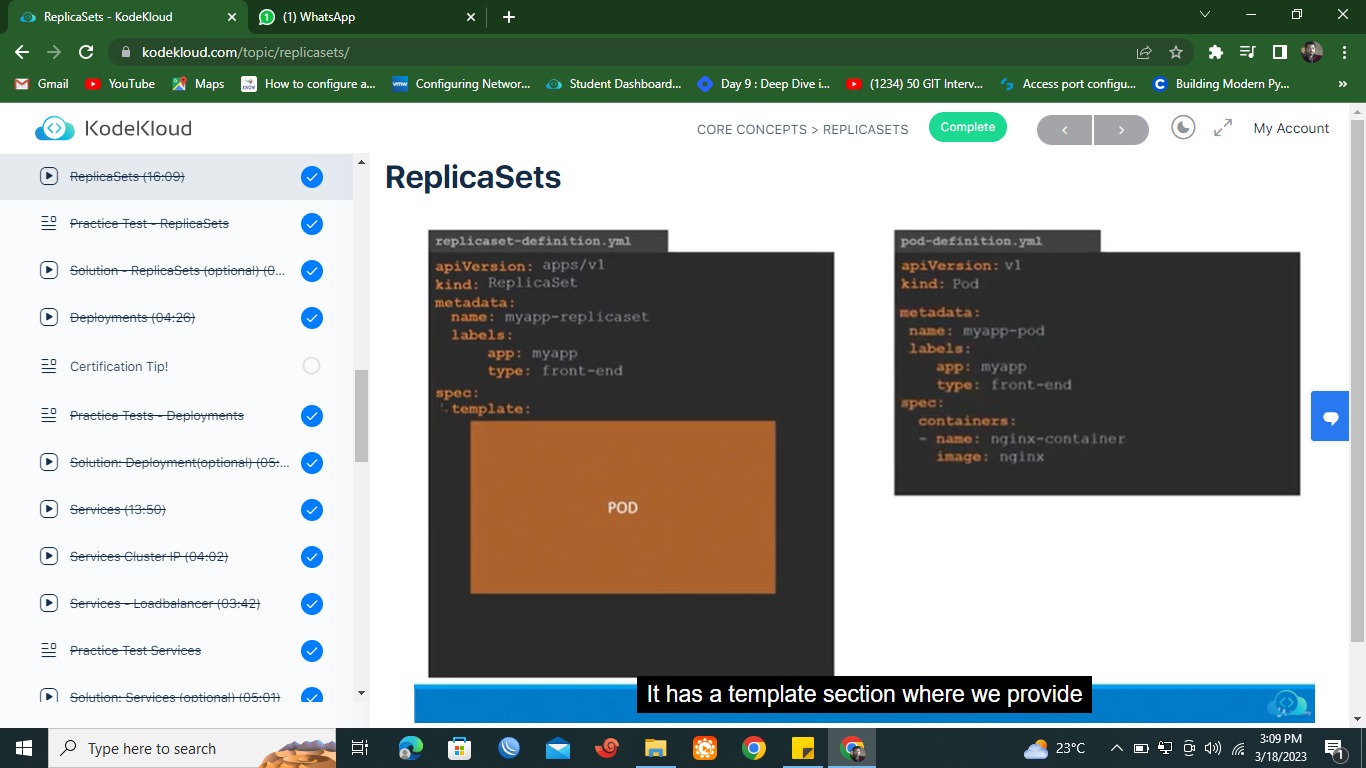 ReplicaSets - KodeKloud
(1) WhatsApp
kodekloud.com/topic/replicasets/
Gmail
YouTube
Maps
How to configure a...
Configuring Networ...
Student Dashboard...
Day 9 : Deep Dive i...
(1234) 50 GIT Interv...
Access port configu...
Building Modern Py...
»
KodeKloud
CORE CONCEPTS > REPLICASETS
Complete
My Account
ReplicaSets (16:09)
Practice Test - ReplicaSets
Solution - ReplicaSets (optional) (0...
Deployments (04:26)
Certification Tip!
Practice Tests - Deployments
Solution: Deployment(optional) (05:...
Services (13:50)
Services Cluster IP (04:02)
Services - Loadbalancer (03:42)
Practice Test Services
Solution: Services (optional) (05:01)
ReplicaSets
replicaset-definition.yml
apiVersion: apps/v1
kind: ReplicaSet
metadata:
name: myapp-replicaset
labels:
app: myapp
type: front-end
spec:
- template:
POD
pod-definition.yml
apiVersion: v1
kind: Pod
metadata:
name: myapp-pod
labels:
app: myapp
type: front-end
spec:
containers:
- name: nginx-container
image: nginx
It has a template section where we provide
Type here to search
23°C
3:09 PM
3/18/2023
1